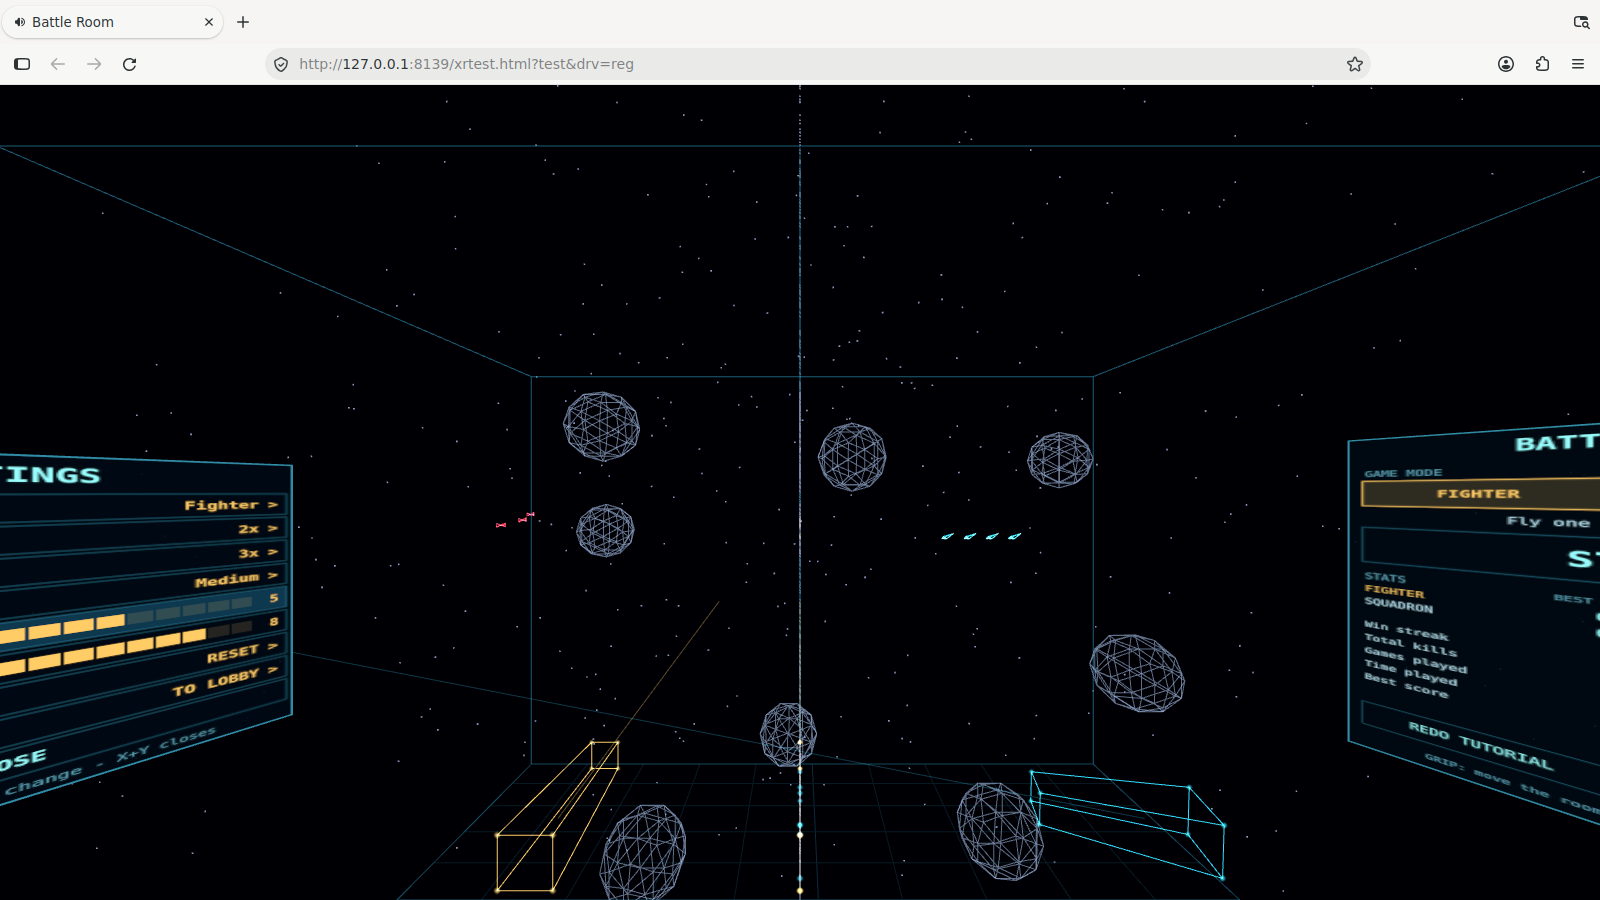 Battle Room
http://127.0.0.1:8139/xrtest.html?test&drv=reg
TINGS
Fighter >
2x >
3x >
Medium >
5
8
RESET >
TO LOBBY >
OSE
change - X+Y closes
BATT
GAME MODE
FIGHTER
Fly one
ST
STATS
BEST
FIGHTER
SQUADRON
Win streak
Total kills
Games played
Time played
Best score
REDO TUTORIAL
GRIP: move the room